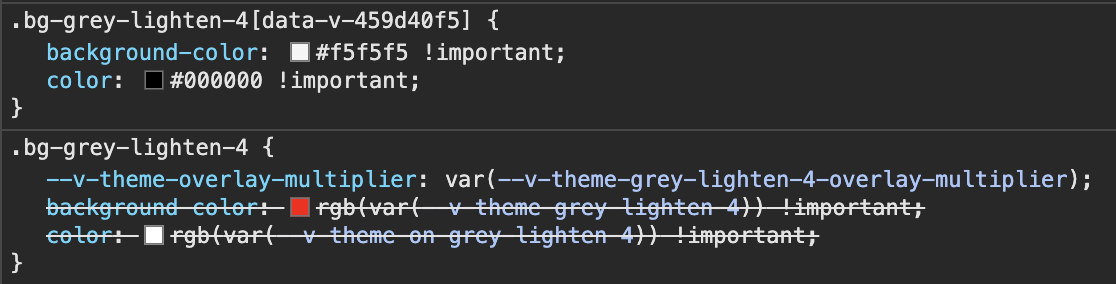 .bg-grey-lighten-4[data-v-459d40f5] {
background-color: #f5f5f5 !important;
color: #000000 !important;
}
.bg-grey-lighten-4 {
--v-theme-overlay-multiplier: var(--v-theme-grey-lighten-4-overlay-multiplier);
background-color: rgb(var(--v-theme-grey-lighten-4)) !important;
color: rgb(var(--v-theme-on-grey-lighten-4)) !important;
}